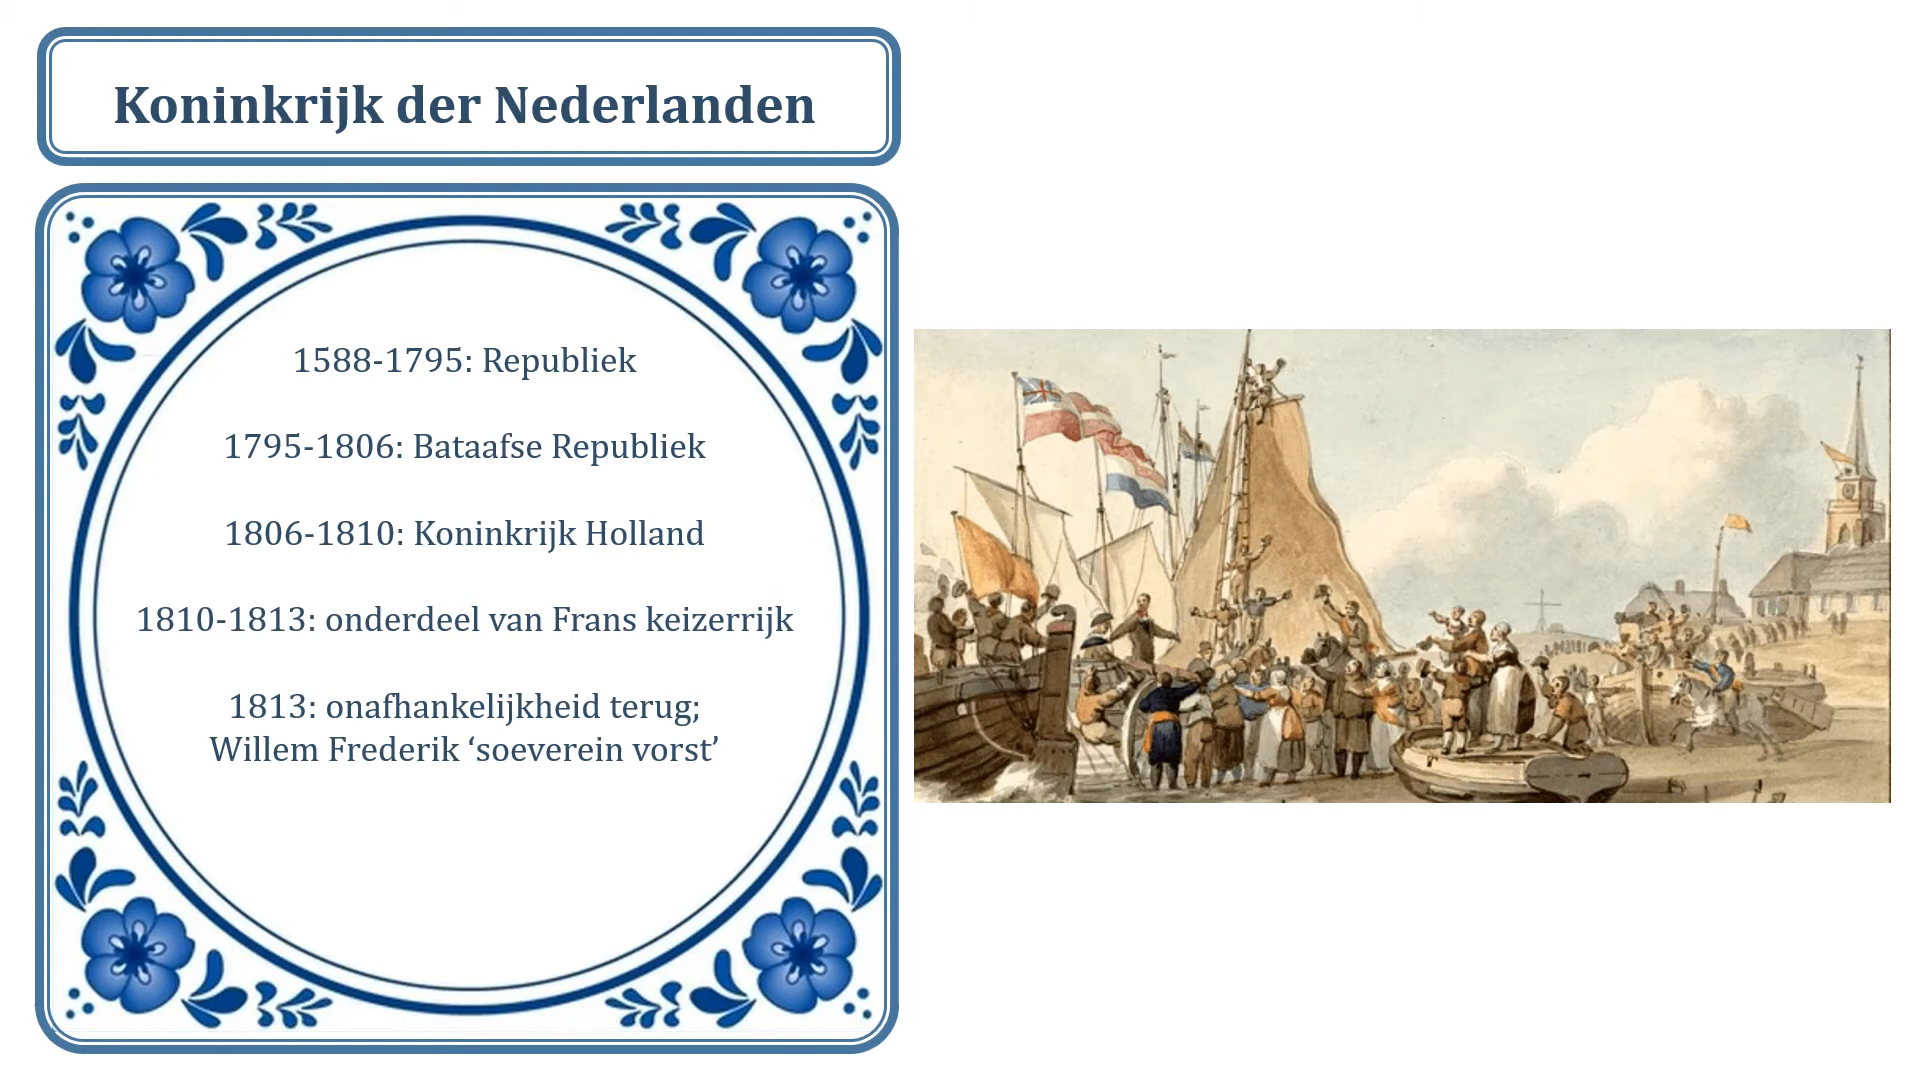 Koninkrijk der Nederlanden
1588-1795: Republiek
1795-1806: Bataafse Republiek
1806-1810: Koninkrijk Holland
1810-1813: onderdeel van Frans keizerrijk
1813: onafhankelijkheid terug;
Willem Frederik ‘soeverein vorst’